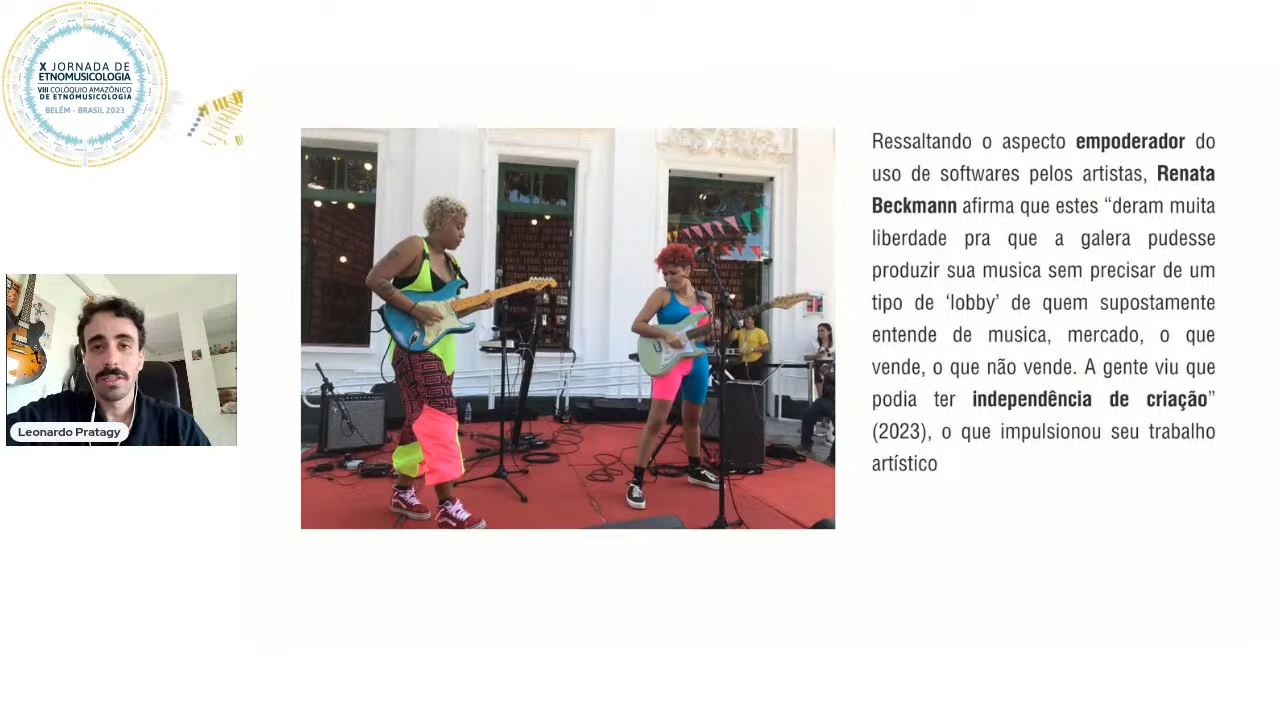 X JORNADA DE
ETNOMUSICOLOGIA
VIII COLÓQUIO AMAZÔNICO
DE ETNOMUSICOLOGIA
BELÉM - BRASIL 2023
Leonardo Pratagy
Ressaltando o aspecto empoderador do
uso de softwares pelos artistas, Renata
Beckmann afirma que estes “deram muita
liberdade pra que a galera pudesse
produzir sua musica sem precisar de um
tipo de ‘lobby’ de quem supostamente
entende de musica, mercado, o que
vende, o que não vende. A gente viu que
podia ter independência de criação”
(2023), o que impulsionou seu trabalho
artístico